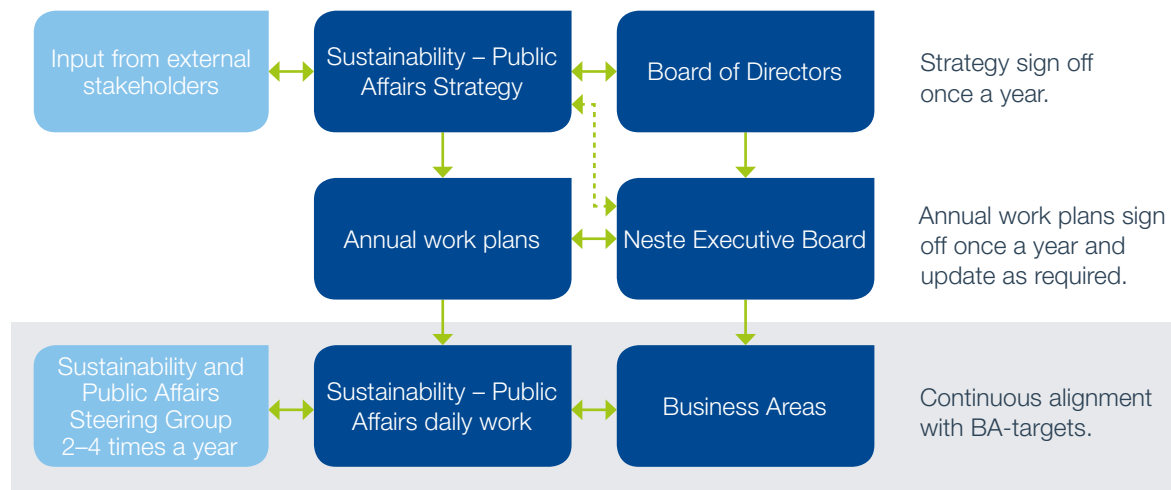 Input from external
stakeholders
Sustainability – Public
Affairs Strategy
Board of Directors
Strategy sign off
once a year.
Annual work plans
Neste Executive Board
Annual work plans sign
off once a year and
update as required.
Sustainability and
Public Affairs
Steering Group
2–4 times a year
Sustainability – Public
Affairs daily work
Business Areas
Continuous alignment
with BA-targets.